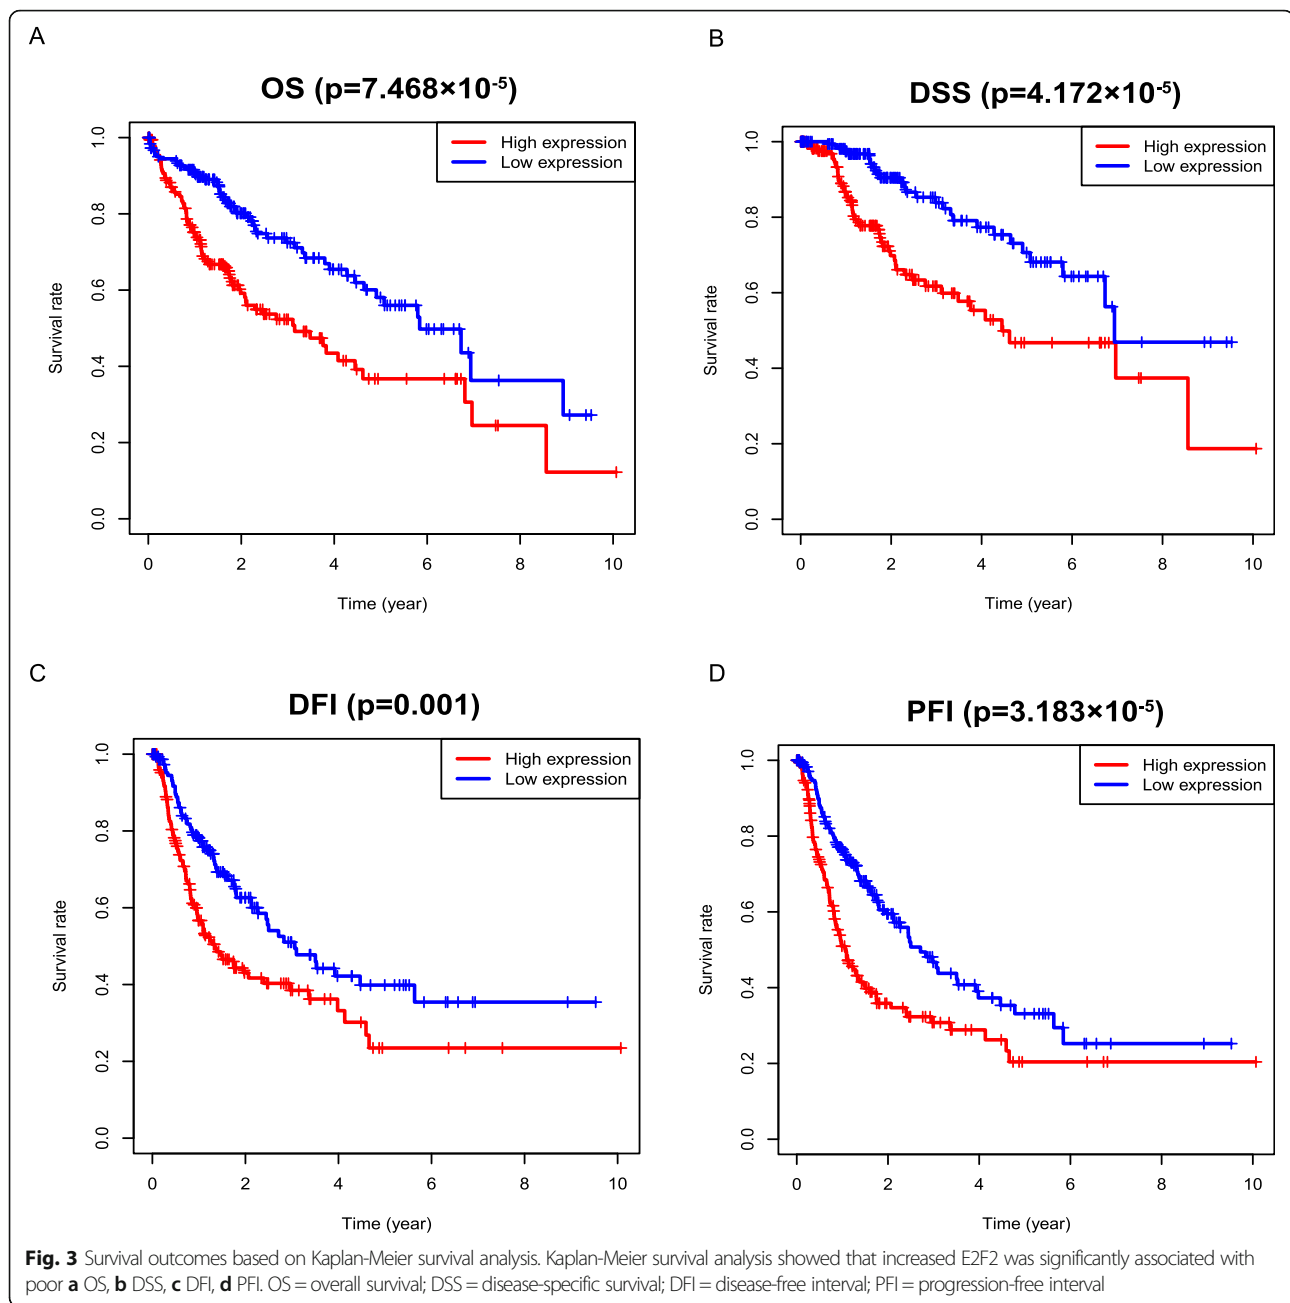 A
OS (p=7.468×10⁻⁵)
High expression
Low expression
1.0
0.8
0.6
0.4
0.2
0.0
Survival rate
0 2 4 6 8 10
Time (year)
B
DSS (p=4.172×10⁻⁵)
High expression
Low expression
1.0
0.8
0.6
0.4
0.2
0.0
Survival rate
0 2 4 6 8 10
Time (year)
C
DFI (p=0.001)
High expression
Low expression
1.0
0.8
0.6
0.4
0.2
0.0
Survival rate
0 2 4 6 8 10
Time (year)
D
PFI (p=3.183×10⁻⁵)
High expression
Low expression
1.0
0.8
0.6
0.4
0.2
0.0
Survival rate
0 2 4 6 8 10
Time (year)
Fig. 3 Survival outcomes based on Kaplan-Meier survival analysis. Kaplan-Meier survival analysis showed that increased E2F2 was significantly associated with
poor a OS, b DSS, c DFI, d PFI. OS = overall survival; DSS = disease-specific survival; DFI = disease-free interval; PFI = progression-free interval